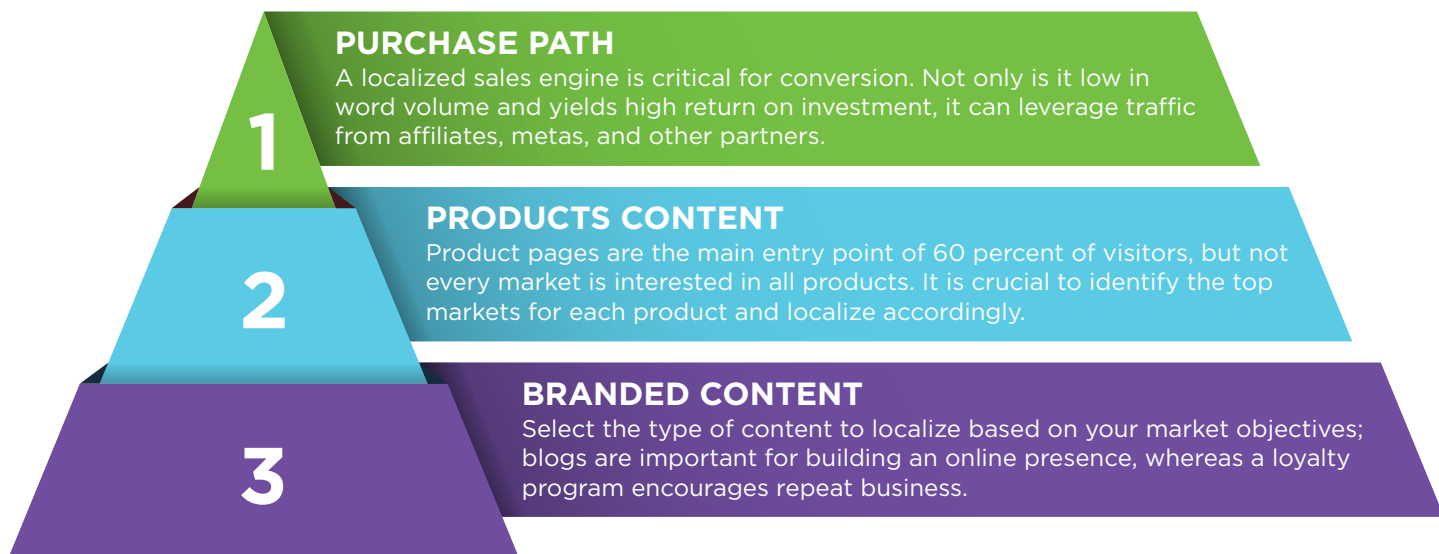 1
PURCHASE PATH
A localized sales engine is critical for conversion. Not only is it low in
word volume and yields high return on investment, it can leverage traffic
from affiliates, metas, and other partners.
2
PRODUCTS CONTENT
Product pages are the main entry point of 60 percent of visitors, but not
every market is interested in all products. It is crucial to identify the top
markets for each product and localize accordingly.
3
BRANDED CONTENT
Select the type of content to localize based on your market objectives;
blogs are important for building an online presence, whereas a loyalty
program encourages repeat business.